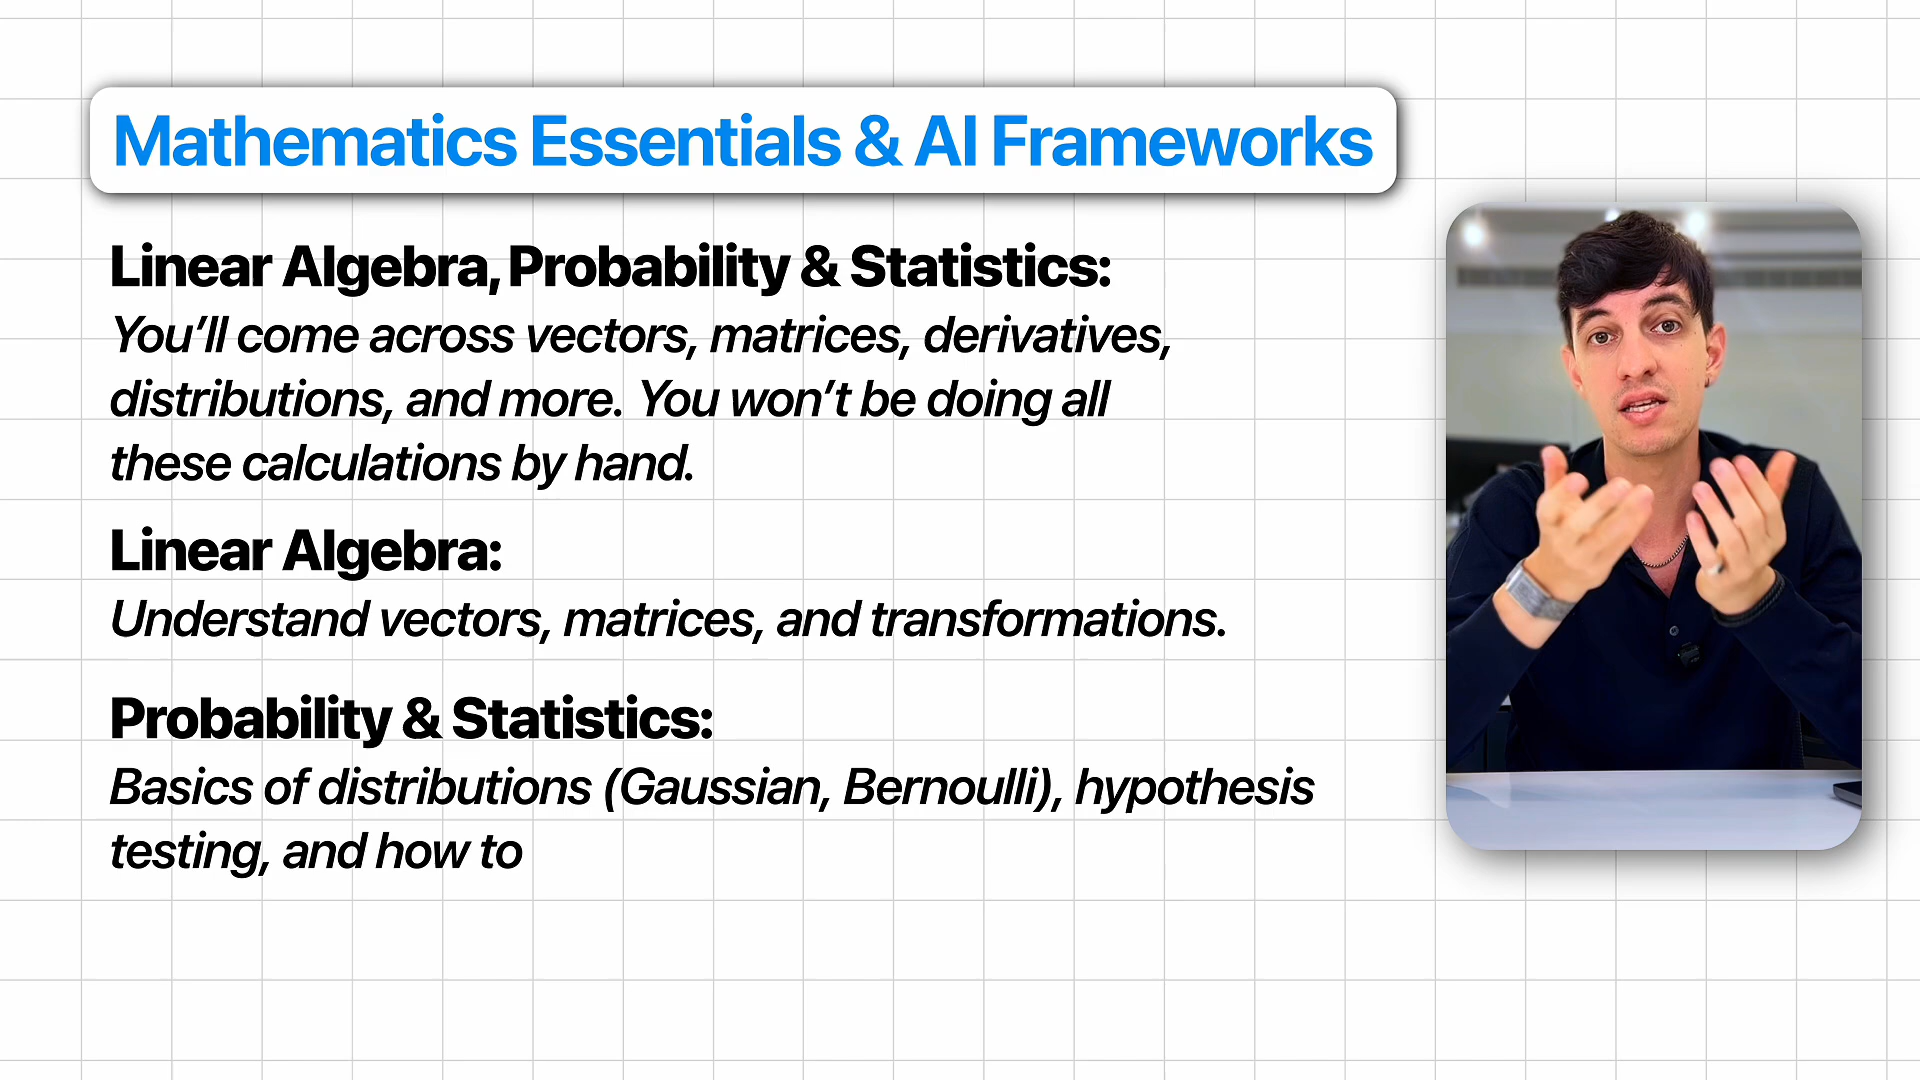 Mathematics Essentials & AI Frameworks
Linear Algebra, Probability & Statistics:
You’ll come across vectors, matrices, derivatives,
distributions, and more. You won’t be doing all
these calculations by hand.
Linear Algebra:
Understand vectors, matrices, and transformations.
Probability & Statistics:
Basics of distributions (Gaussian, Bernoulli), hypothesis
testing, and how to